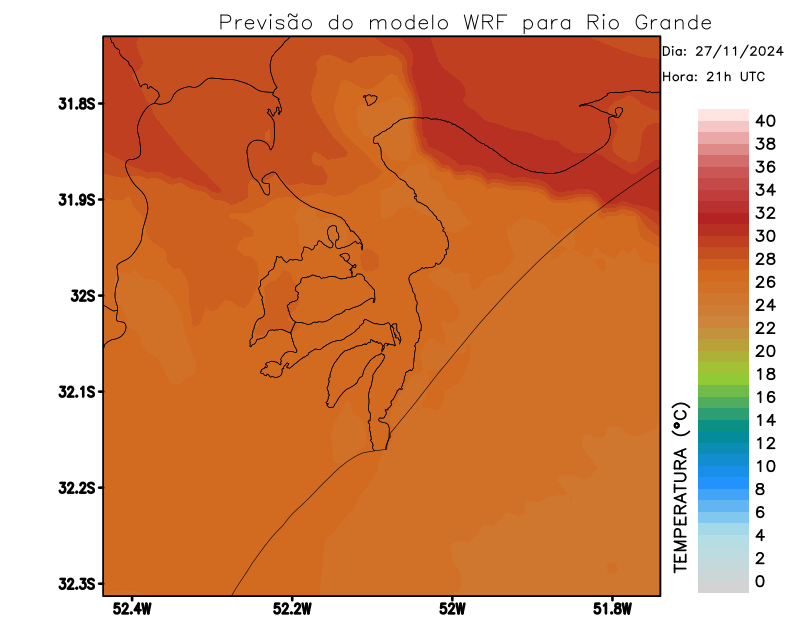 Previsão do modelo WRF para Rio Grande
Dia: 27/11/2024
Hora: 21h UTC
31.8S
31.9S
32S
32.1S
32.2S
32.3S
52.4W
52.2W
52W
51.8W
TEMPERATURA (°C)
40
38
36
34
32
30
28
26
24
22
20
18
16
14
12
10
8
6
4
2
0